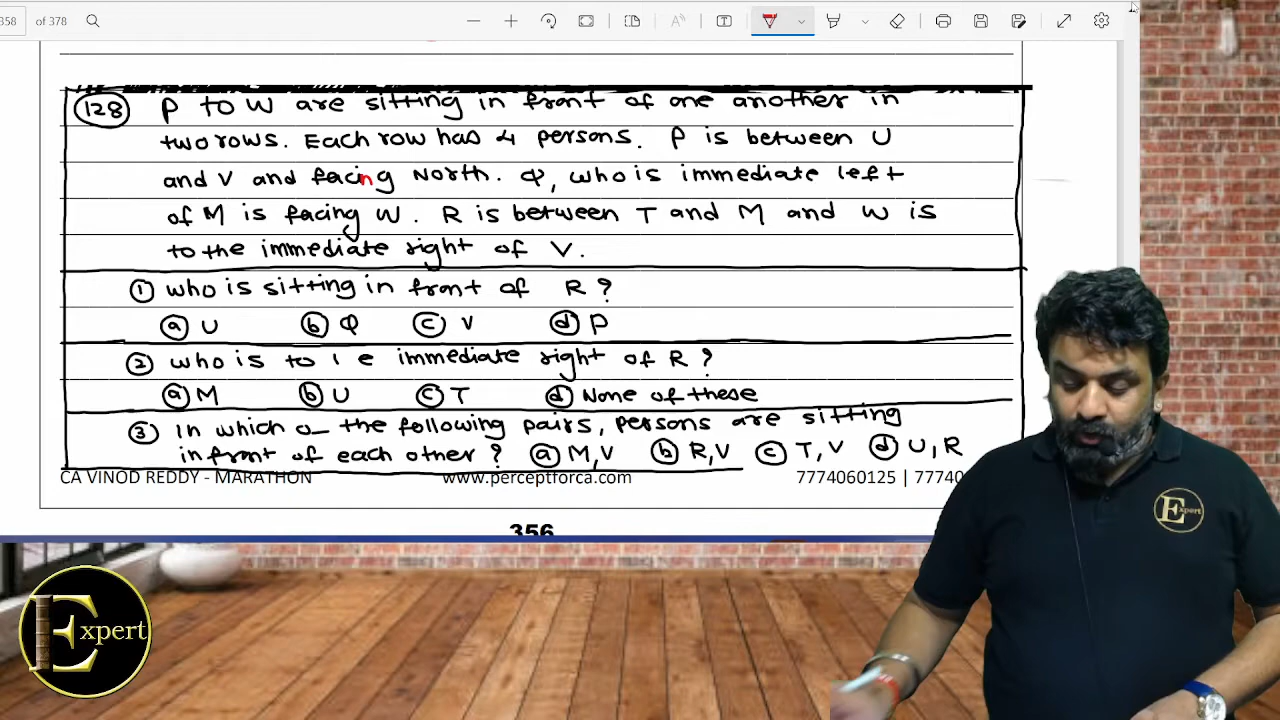 358 of 378
128 P to W are sitting in front of one another in
two rows. Each row has 4 persons. P is between U
and V and facing North. Q, who is immediate left
of M is facing W. R is between T and M and W is
to the immediate right of V.
① who is sitting in front of R ?
ⓐ U ⓑ Q ⓒ V ⓓ P
② who is to e immediate right of R ?
ⓐ M ⓑ U ⓒ T ⓓ None of these
③ In which the following pairs, persons are sitting
in front of each other ? ⓐ M,V ⓑ R,V ⓒ T,V ⓓ U,R
CA VINOD REDDY - MARATHON www.perceptforca.com 7774060125 | 77740
356
Expert
Expert